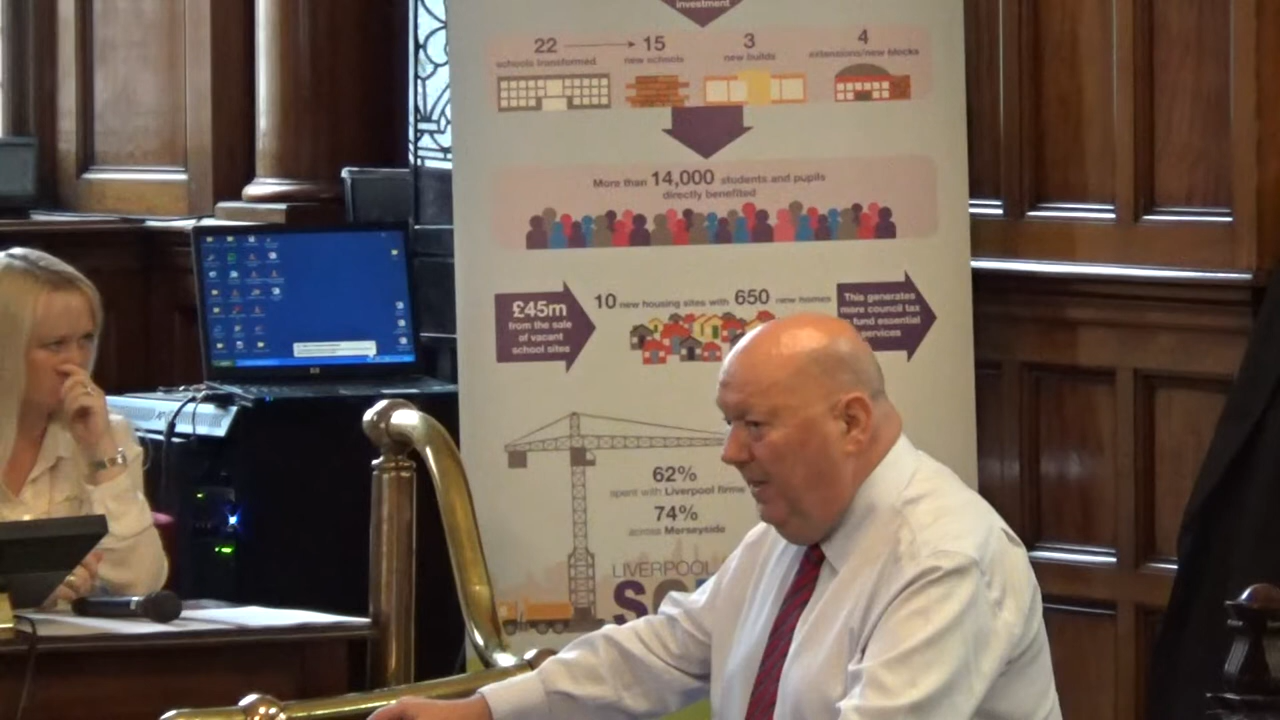 investment
22 15 3 4
schools transformed new schools new builds extensions/new blocks
More than 14,000 students and pupils
directly benefited
£45m
from the sale
of vacant
school sites
10 new housing sites with 650 new homes
This generates
more council tax
to fund essential
services
62%
spent with Liverpool firms
74%
across Merseyside
LIVERPOOL
hp